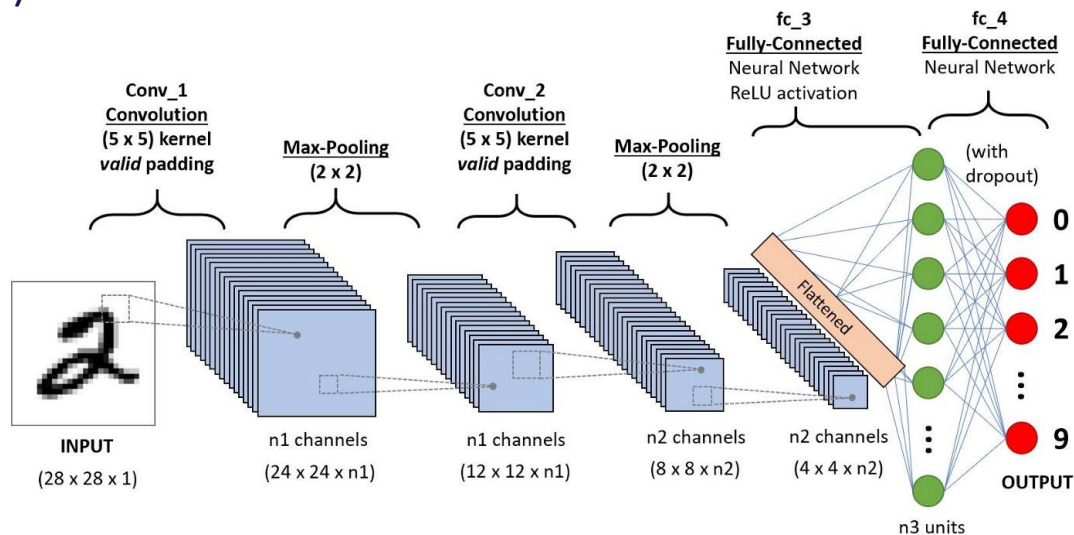 Conv_1
Convolution
(5 x 5) kernel
valid padding
Max-Pooling
(2 x 2)
Conv_2
Convolution
(5 x 5) kernel
valid padding
Max-Pooling
(2 x 2)
fc_3
Fully-Connected
Neural Network
ReLU activation
fc_4
Fully-Connected
Neural Network
(with
dropout)
Flattened
0
1
2
9
OUTPUT
2
INPUT
(28 x 28 x 1)
n1 channels
(24 x 24 x n1)
n1 channels
(12 x 12 x n1)
n2 channels
(8 x 8 x n2)
n2 channels
(4 x 4 x n2)
n3 units